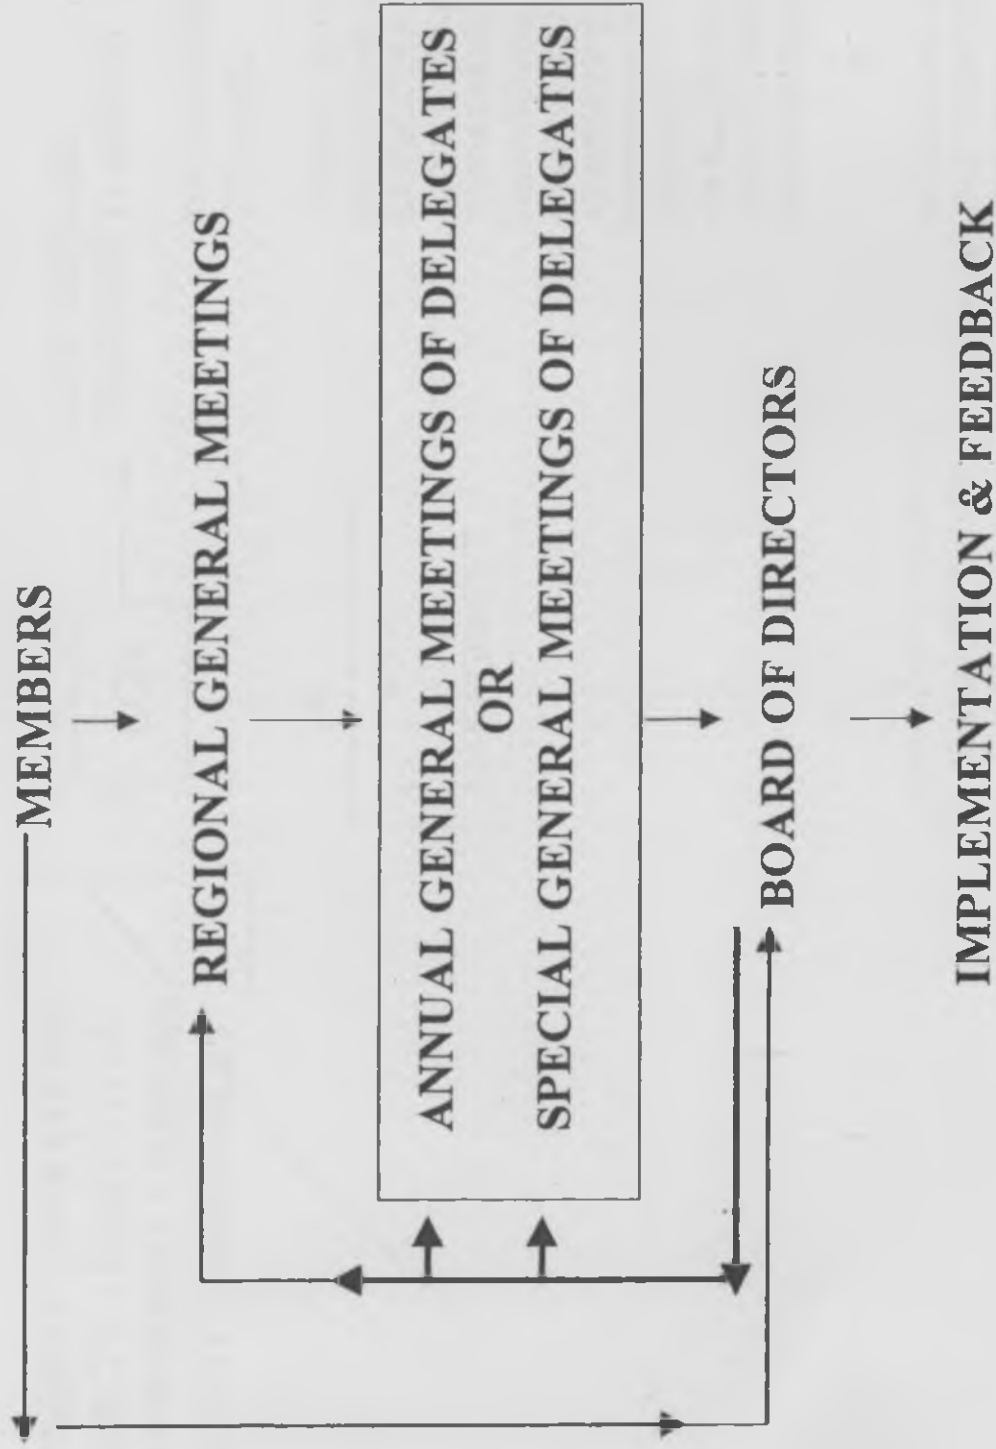 MEMBERS
REGIONAL GENERAL MEETINGS
ANNUAL GENERAL MEETINGS OF DELEGATES
OR
SPECIAL GENERAL MEETINGS OF DELEGATES
BOARD OF DIRECTORS
IMPLEMENTATION & FEEDBACK